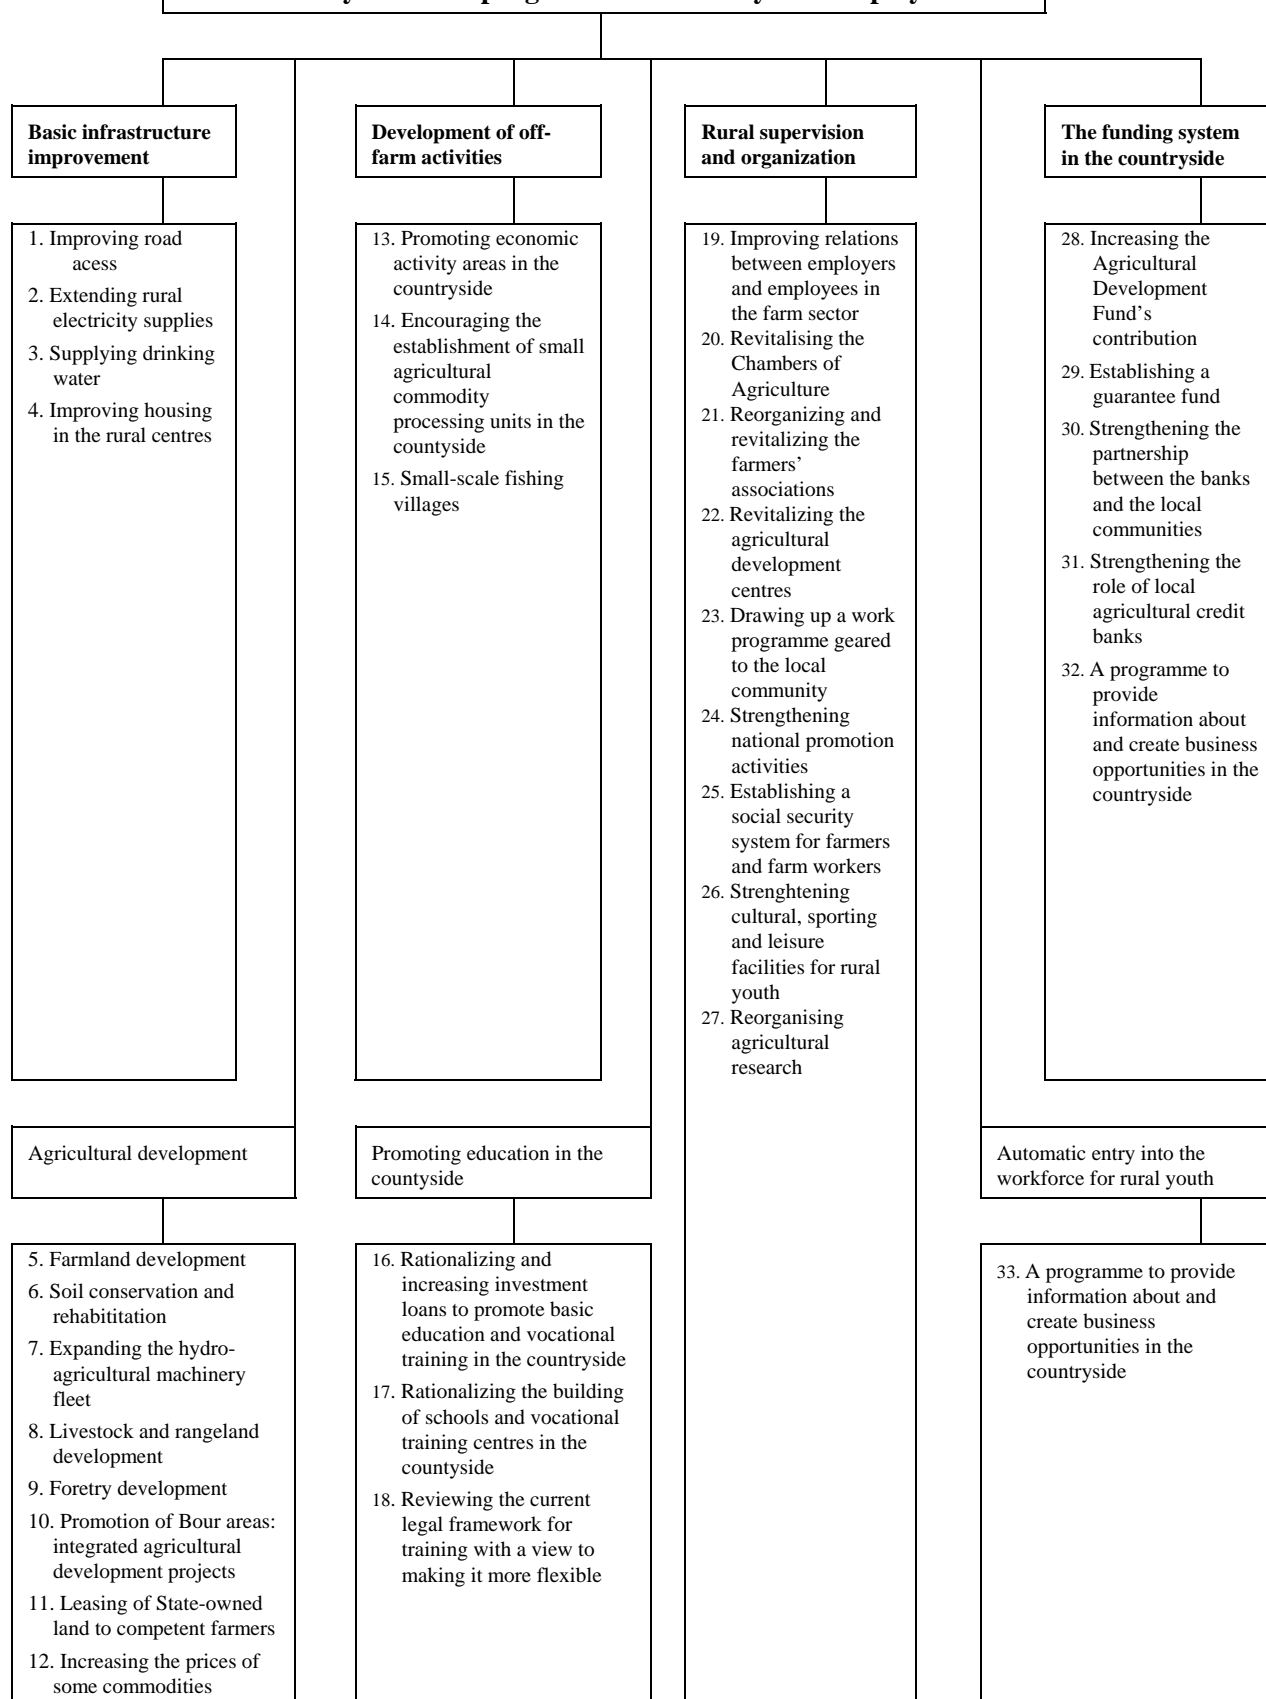 Basic infrastructure
improvement
Development of off-
farm activities
Rural supervision
and organization
The funding system
in the countryside
1. Improving road
acess
2. Extending rural
electricity supplies
3. Supplying drinking
water
4. Improving housing
in the rural centres
13. Promoting economic
activity areas in the
countryside
14. Encouraging the
establishment of small
agricultural
commodity
processing units in the
countyside
15. Small-scale fishing
villages
19. Improving relations
between employers
and employees in
the farm sector
20. Revitalising the
Chambers of
Agriculture
21. Reorganizing and
revitalizing the
farmers’
associations
22. Revitalizing the
agricultural
development
centres
23. Drawing up a work
programme geared
to the local
community
24. Strengthening
national promotion
activities
25. Establishing a
social security
system for farmers
and farm workers
26. Strenghtening
cultural, sporting
and leisure
facilities for rural
youth
27. Reorganising
agricultural
research
28. Increasing the
Agricultural
Development
Fund’s
contribution
29. Establishing a
guarantee fund
30. Strengthening the
partnership
between the banks
and the local
communities
31. Strengthening the
role of local
agricultural credit
banks
32. A programme to
provide
information about
and create business
opportunities in the
countryside
Agricultural development
Promoting education in the
countyside
Automatic entry into the
workforce for rural youth
5. Farmland development
6. Soil conservation and
rehabititation
7. Expanding the hydro-
agricultural machinery
fleet
8. Livestock and rangeland
development
9. Foretry development
10. Promotion of Bour areas:
integrated agricultural
development projects
11. Leasing of State-owned
land to competent farmers
12. Increasing the prices of
some commodities
16. Rationalizing and
increasing investment
loans to promote basic
education and vocational
training in the countryside
17. Rationalizing the building
of schools and vocational
training centres in the
countyside
18. Reviewing the current
legal framework for
training with a view to
making it more flexible
33. A programme to provide
information about and
create business
opportunities in the
countryside